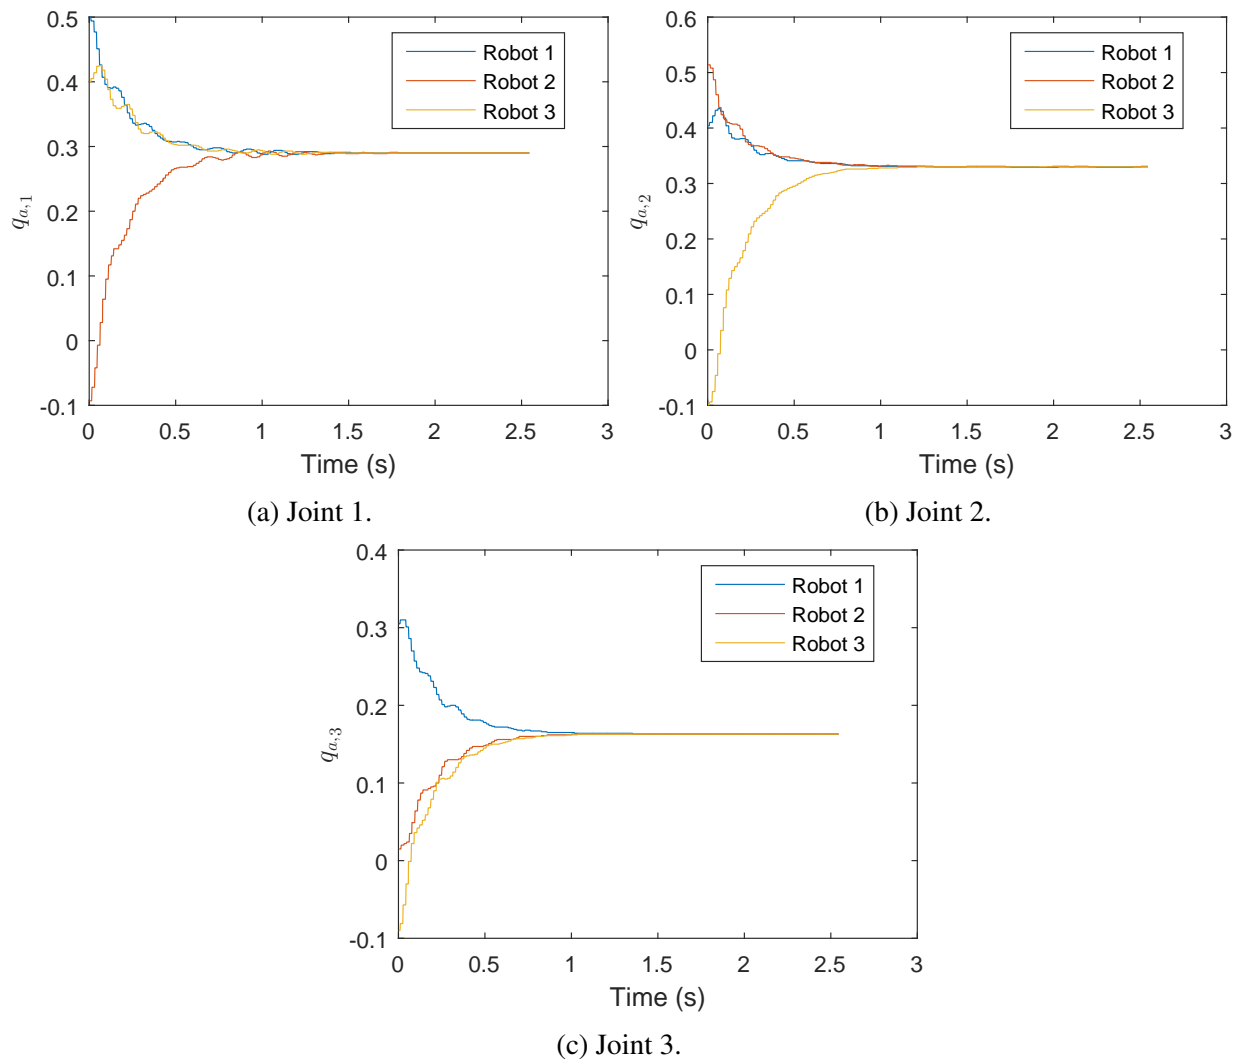 0.5
0.4
0.3
0.2
0.1
0
-0.1
q_{a,1}
0 0.5 1 1.5 2 2.5 3
Time (s)
Robot 1
Robot 2
Robot 3
(a) Joint 1.
0.6
0.5
0.4
0.3
0.2
0.1
0
-0.1
q_{a,2}
0 0.5 1 1.5 2 2.5 3
Time (s)
Robot 1
Robot 2
Robot 3
(b) Joint 2.
0.4
0.3
0.2
0.1
0
-0.1
q_{a,3}
0 0.5 1 1.5 2 2.5 3
Time (s)
Robot 1
Robot 2
Robot 3
(c) Joint 3.